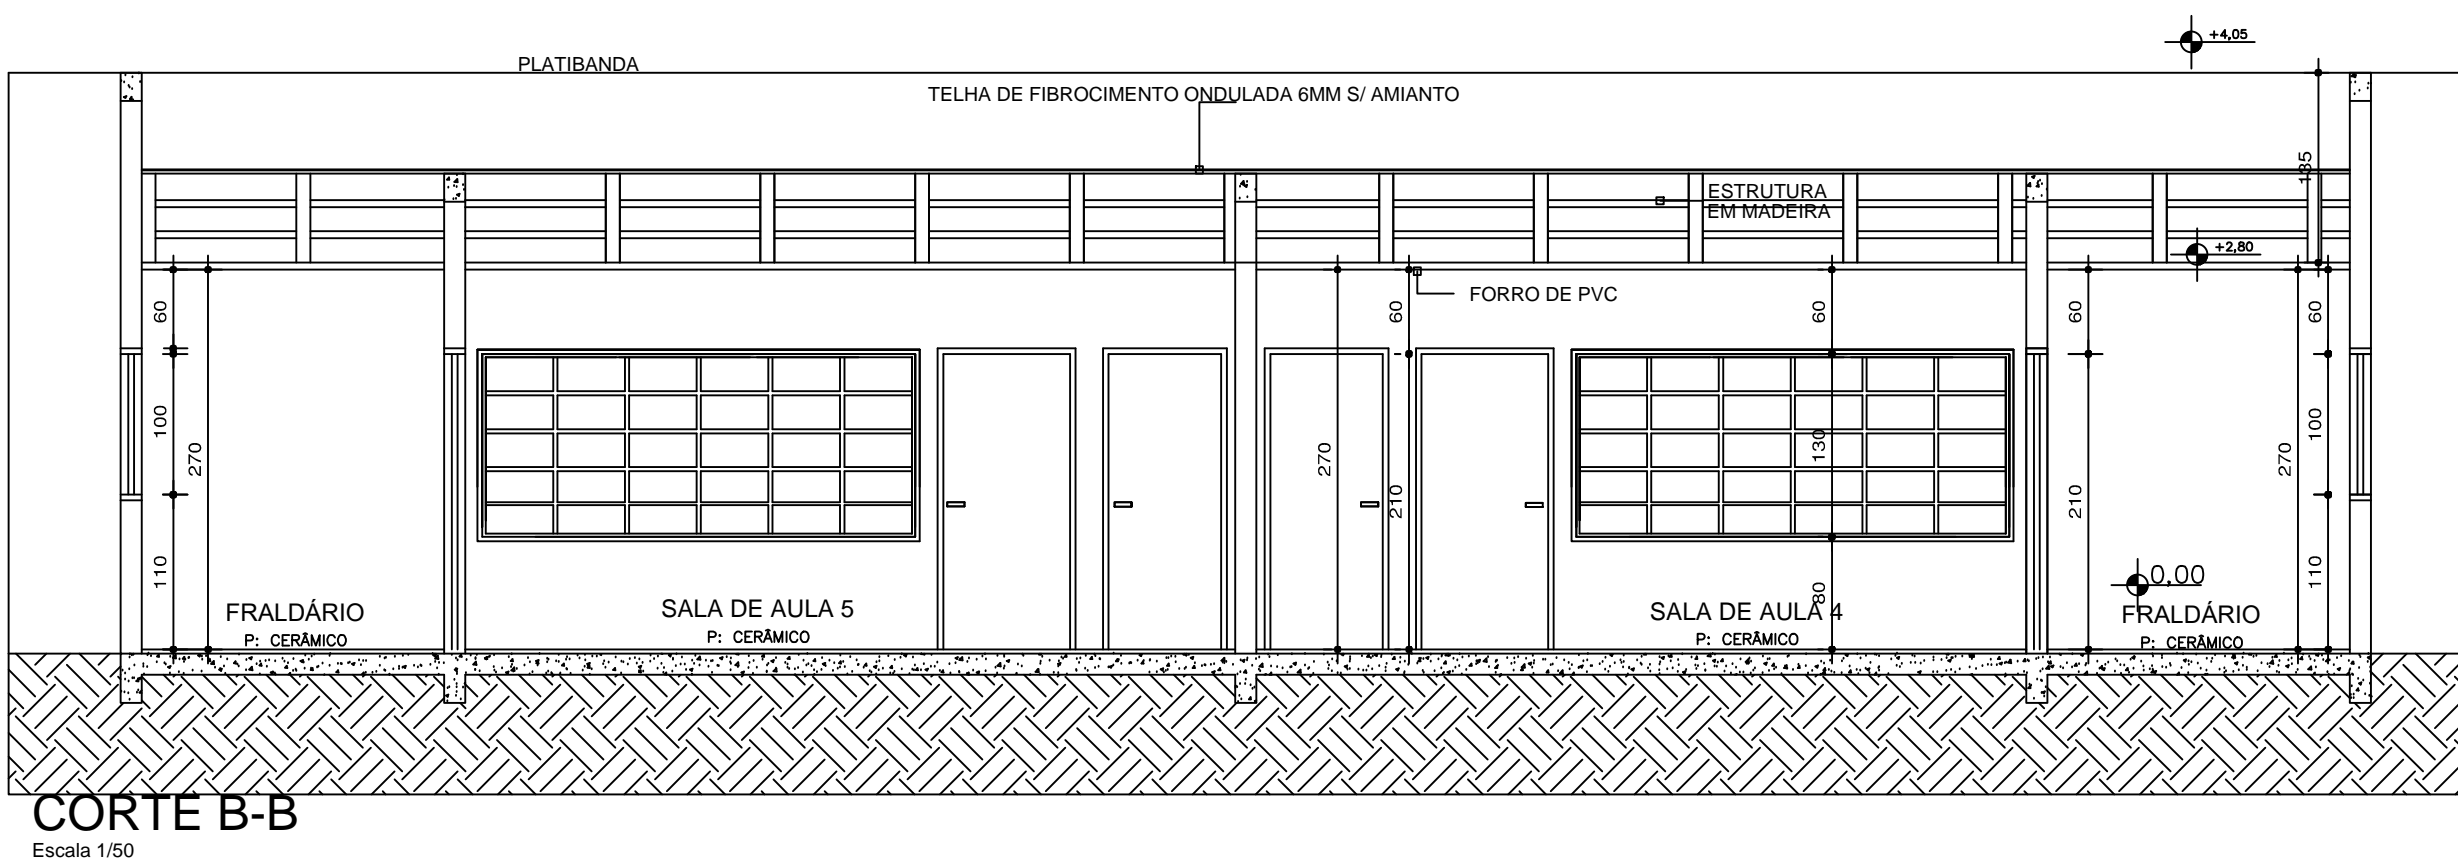 +4,05
PLATIBANDA
TELHA DE FIBROCIMENTO ONDULADA 6MM S/ AMIANTO
135
ESTRUTURA
EM MADEIRA
+2,80
FORRO DE PVC
60
60
60
60
60
100
270
270
210
130
210
270
100
110
80
110
0,00
FRALDÁRIO
P: CERÂMICO
SALA DE AULA 5
P: CERÂMICO
SALA DE AULA 4
P: CERÂMICO
FRALDÁRIO
P: CERÂMICO
CORTE B-B
Escala 1/50